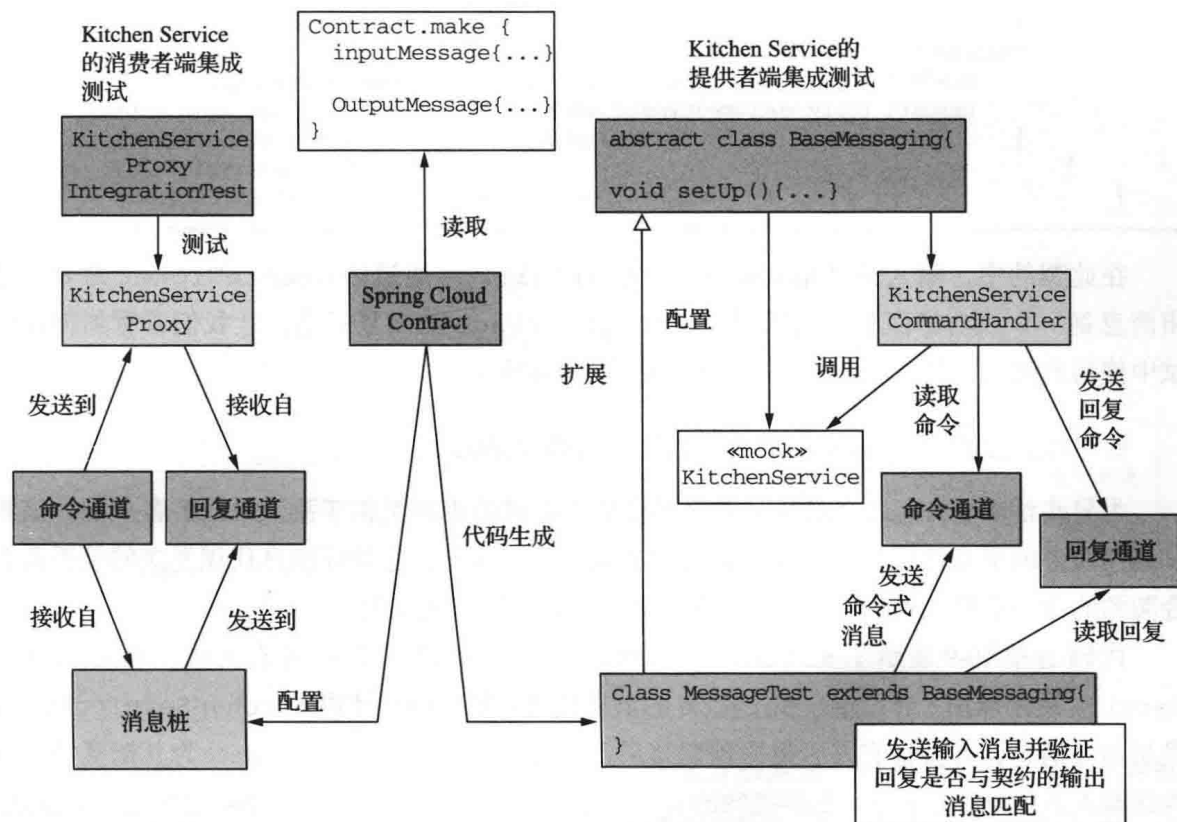 Kitchen Service
的消费者端集成
测试
Contract.make {
inputMessage{...}
OutputMessage{...}
}
Kitchen Service的
提供者端集成测试
KitchenService
Proxy
IntegrationTest
abstract class BaseMessaging{
void setUp(){...}
测试
读取
KitchenService
Proxy
Spring Cloud
Contract
配置
KitchenService
CommandHandler
扩展
调用
发送到
接收自
读取
命令
发送
回复
命令
«mock»
KitchenService
命令通道
回复通道
代码生成
命令通道
回复通道
接收自
发送到
发送
命令式
消息
读取回复
消息桩
配置
class MessageTest extends BaseMessaging{
}
发送输入消息并验证
回复是否与契约的输出
消息匹配